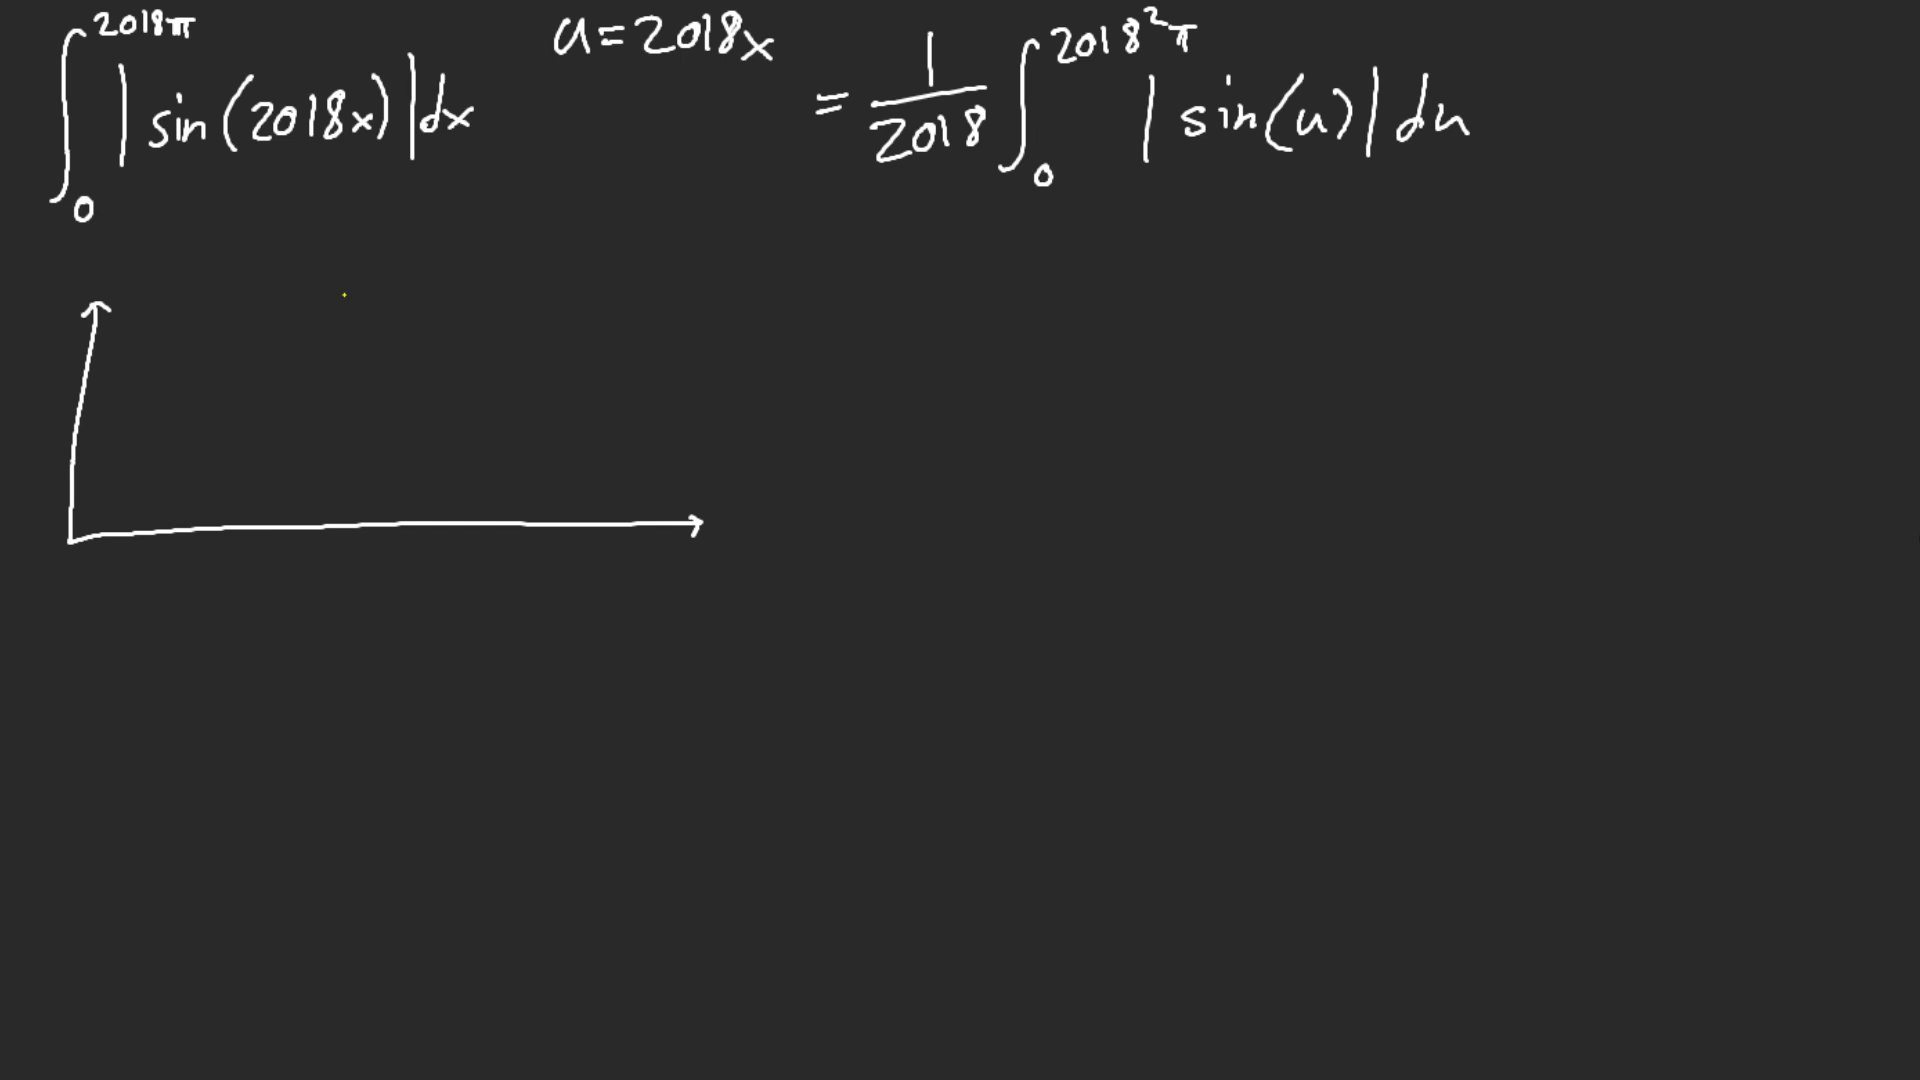 ∫₀^{2018π} |sin(2018x)|dx u=2018x = 1/2018 ∫₀^{2018²π} |sin(u)|du